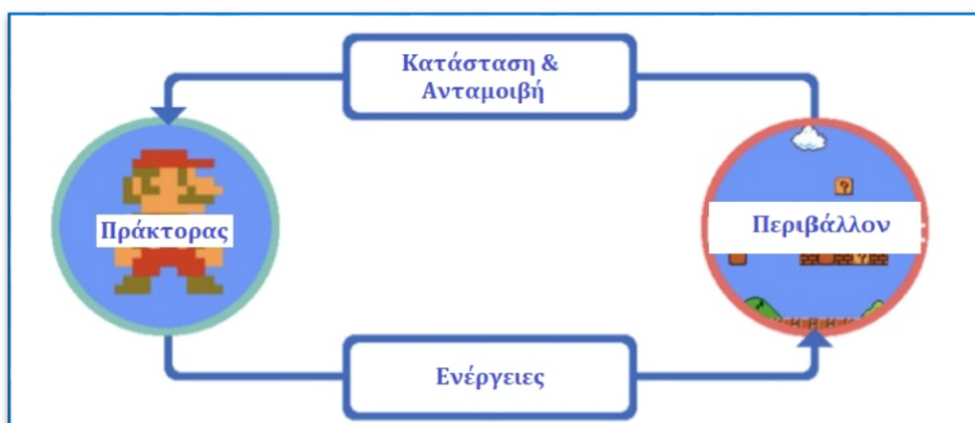 Κατάσταση &
Ανταμοιβή
Πράκτορας
Περιβάλλον
Ενέργειες